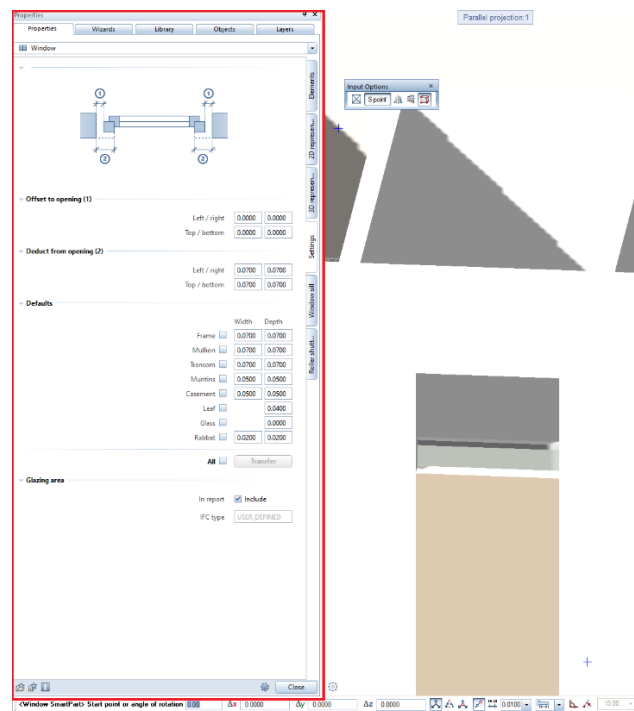 Properties
Properties Wizards Library Objects Layers
Window
Elements
2D represen...
3D represen...
Settings
Window sill
Roller shutt...
1 1
2 2
Offset to opening (1)
Left / right 0.0000 0.0000
Top / bottom 0.0000 0.0000
Deduct from opening (2)
Left / right 0.0700 0.0700
Top / bottom 0.0700 0.0700
Defaults
Width Depth
Frame 0.0700 0.0700
Mullion 0.0700 0.0700
Transom 0.0700 0.0700
Muntins 0.0500 0.0500
Casement 0.0500 0.0500
Leaf 0.0400
Glass 0.0000
Rabbet 0.0200 0.0200
All Transfer
Glazing area
In report Include
IFC type USER_DEFINED
Close
Parallel projection:1
Input Options
S point
<Window SmartPart> Start point or angle of rotation 0.00 Δx 0.0000 Δy 0.0000 Δz 0.0000 0.0100 10.00